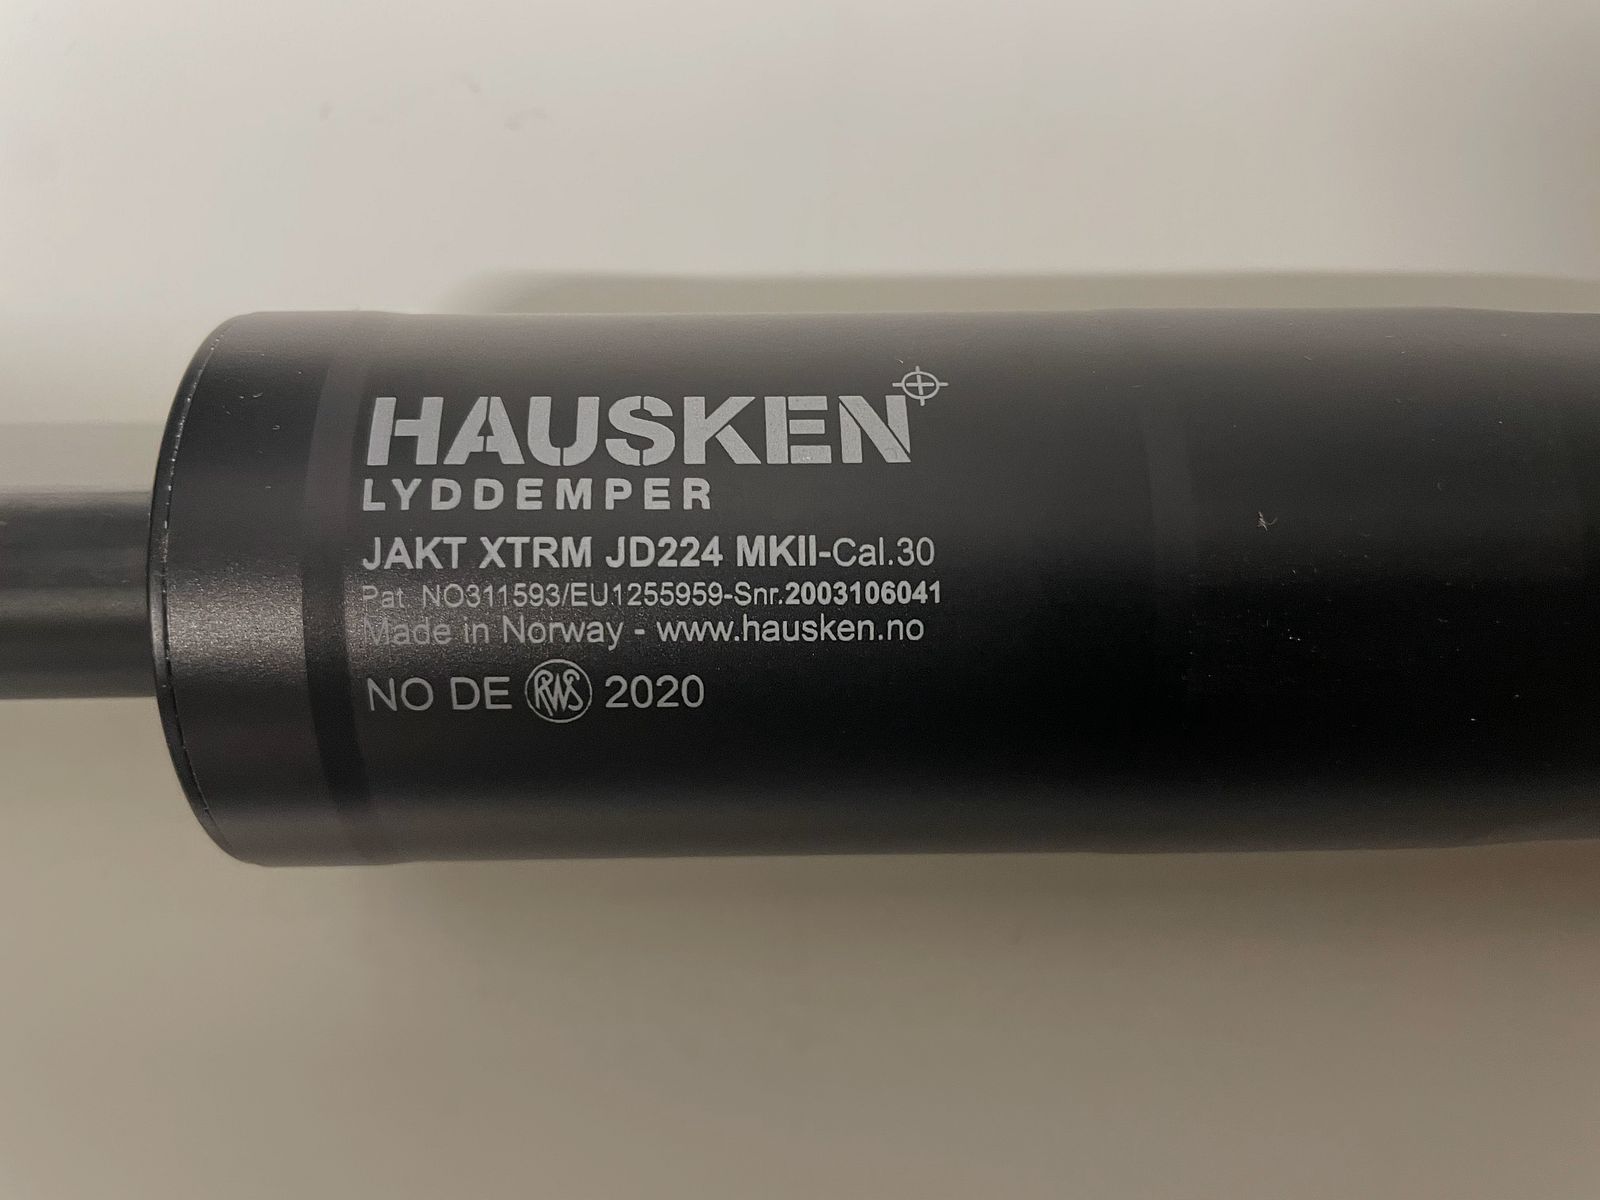 HAUSKEN
LYDDEMPER
JAKT XTRM JD224 MKII-Cal.30
Pat NO311593/EU1255959-Snr.2003106041
Made in Norway - www.hausken.no
NO DE RWS 2020